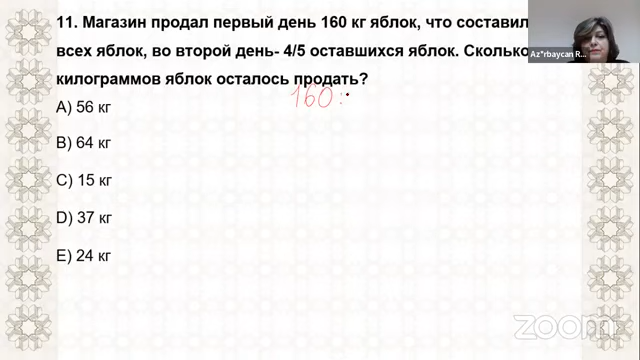 11. Магазин продал первый день 160 кг яблок, что составил
всех яблок, во второй день- 4/5 оставшихся яблок. Сколько
килограммов яблок осталось продать?
160:
A) 56 кг
B) 64 кг
C) 15 кг
D) 37 кг
E) 24 кг
Az*rbaycan R...
zoom